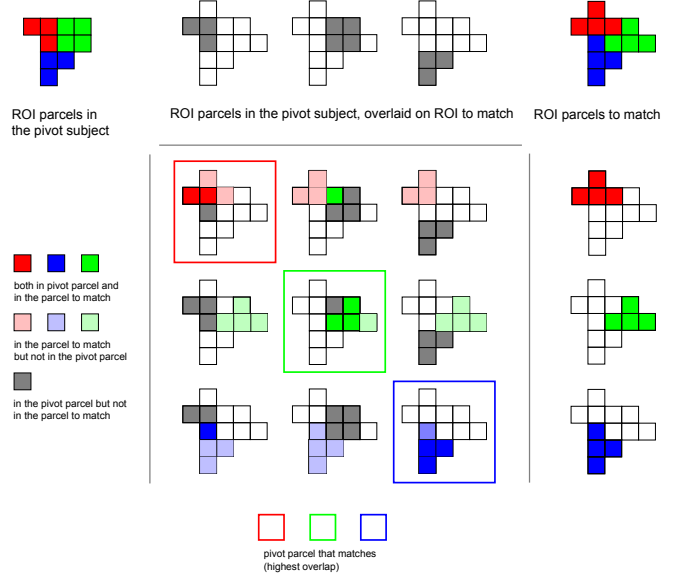 ROI parcels in
the pivot subject
ROI parcels in the pivot subject, overlaid on ROI to match
ROI parcels to match
both in pivot parcel and
in the parcel to match
in the parcel to match
but not in the pivot parcel
in the pivot parcel but not
in the parcel to match
pivot parcel that matches
(highest overlap)